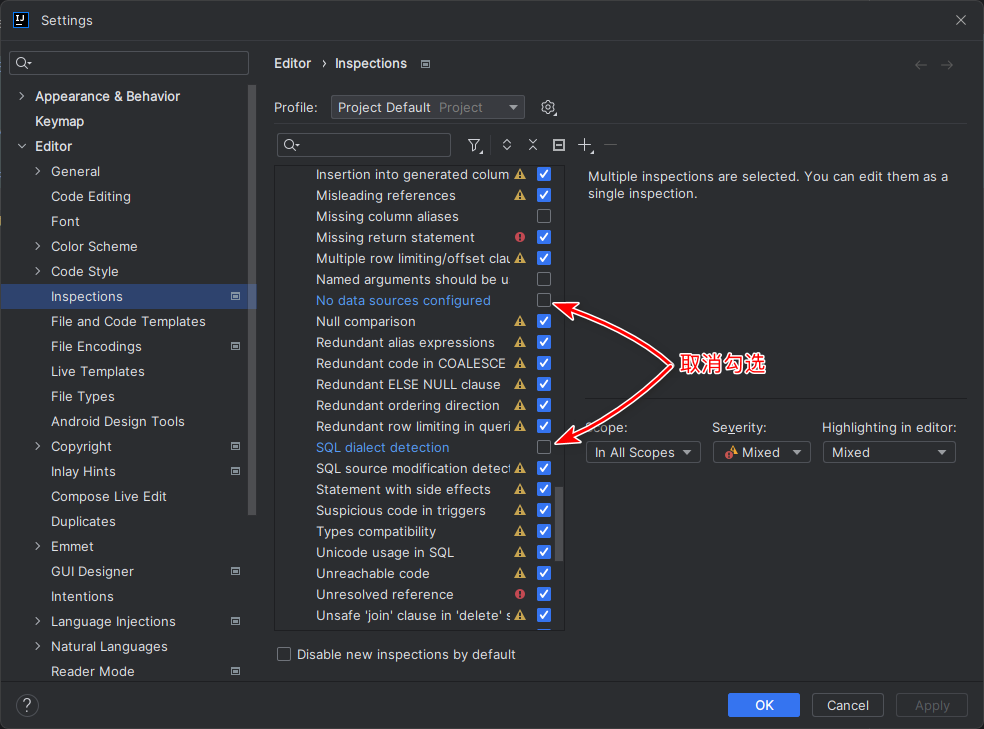 Settings
Appearance & Behavior
Keymap
Editor
General
Code Editing
Font
Color Scheme
Code Style
Inspections
File and Code Templates
File Encodings
Live Templates
File Types
Android Design Tools
Copyright
Inlay Hints
Compose Live Edit
Duplicates
Emmet
GUI Designer
Intentions
Language Injections
Natural Languages
Reader Mode
Editor › Inspections
Profile: Project Default Project
Insertion into generated colum
Misleading references
Missing column aliases
Missing return statement
Multiple row limiting/offset clau
Named arguments should be u
No data sources configured
Null comparison
Redundant alias expressions
Redundant code in COALESCE
Redundant ELSE NULL clause
Redundant ordering direction
Redundant row limiting in queri
SQL dialect detection
SQL source modification detect
Statement with side effects
Suspicious code in triggers
Types compatibility
Unicode usage in SQL
Unreachable code
Unresolved reference
Unsafe 'join' clause in 'delete' s
Disable new inspections by default
Multiple inspections are selected. You can edit them as a
single inspection.
取消勾选
Scope: Severity: Highlighting in editor:
In All Scopes Mixed Mixed
? OK Cancel Apply